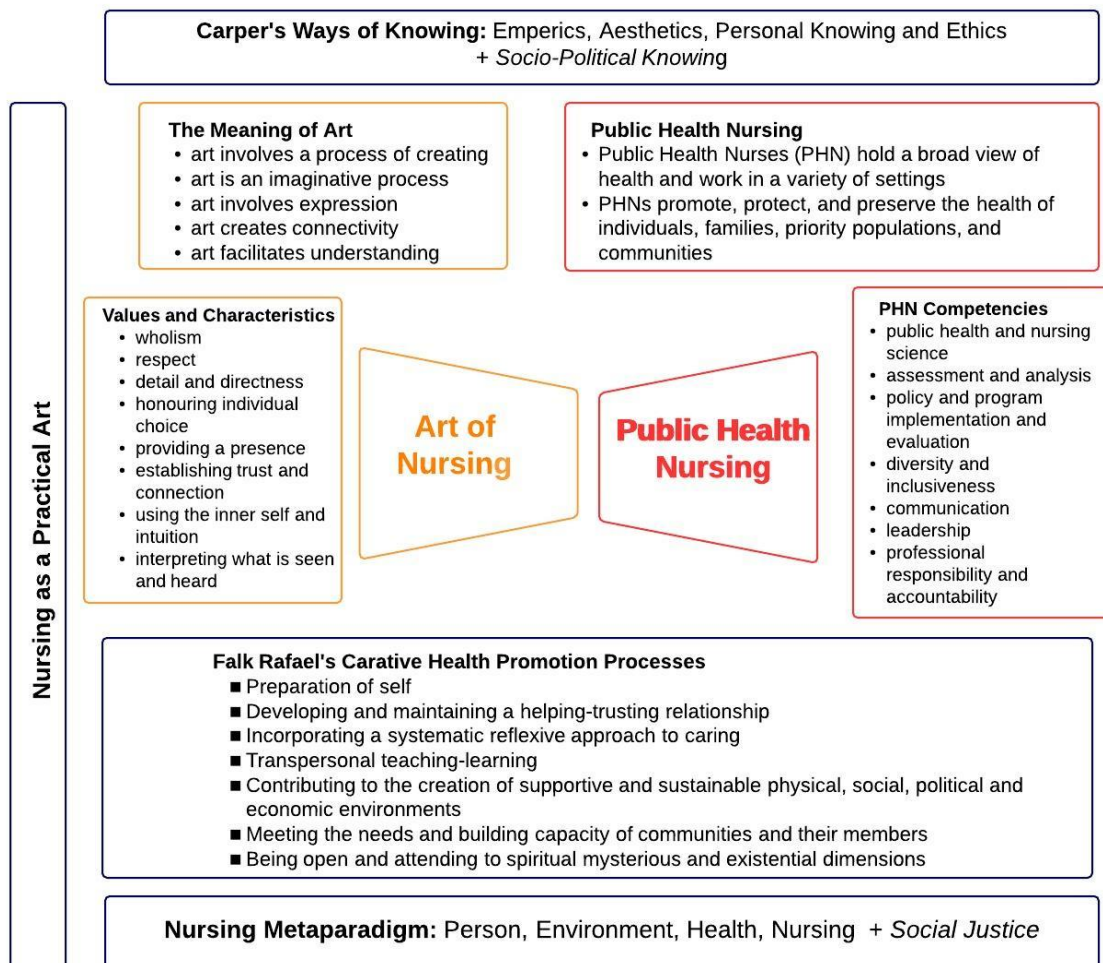 Carper's Ways of Knowing: Emperics, Aesthetics, Personal Knowing and Ethics
+ Socio-Political Knowing
Nursing as a Practical Art
The Meaning of Art
• art involves a process of creating
• art is an imaginative process
• art involves expression
• art creates connectivity
• art facilitates understanding
Public Health Nursing
• Public Health Nurses (PHN) hold a broad view of
health and work in a variety of settings
• PHNs promote, protect, and preserve the health of
individuals, families, priority populations, and
communities
Values and Characteristics
• wholism
• respect
• detail and directness
• honouring individual
choice
• providing a presence
• establishing trust and
connection
• using the inner self and
intuition
• interpreting what is seen
and heard
Art of
Nursing
Public Health
Nursing
PHN Competencies
• public health and nursing
science
• assessment and analysis
• policy and program
implementation and
evaluation
• diversity and
inclusiveness
• communication
• leadership
• professional
responsibility and
accountability
Falk Rafael's Carative Health Promotion Processes
■ Preparation of self
■ Developing and maintaining a helping-trusting relationship
■ Incorporating a systematic reflexive approach to caring
■ Transpersonal teaching-learning
■ Contributing to the creation of supportive and sustainable physical, social, political and
economic environments
■ Meeting the needs and building capacity of communities and their members
■ Being open and attending to spiritual mysterious and existential dimensions
Nursing Metaparadigm: Person, Environment, Health, Nursing + Social Justice